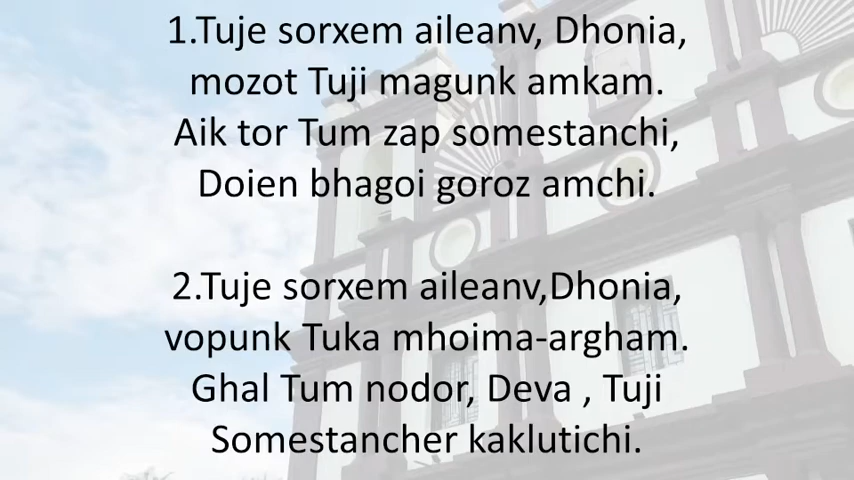 1.Tuje sorxem aileanv, Dhonia,
mozot Tuji magunk amkam.
Aik tor Tum zap somestanchi,
Doien bhagoi goroz amchi.
2.Tuje sorxem aileanv,Dhonia,
vopunk Tuka mhoima-argham.
Ghal Tum nodor, Deva , Tuji
Somestancher kaklutichi.